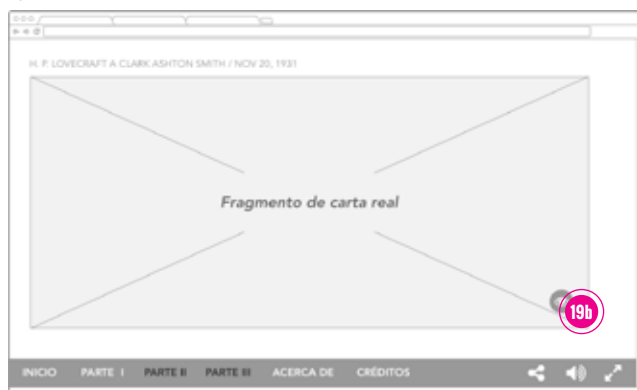 H. P. LOVECRAFT A CLARK ASHTON SMITH / NOV 20, 1931
Fragmento de carta real
19b
INICIO PARTE I PARTE II PARTE III ACERCA DE CRÉDITOS